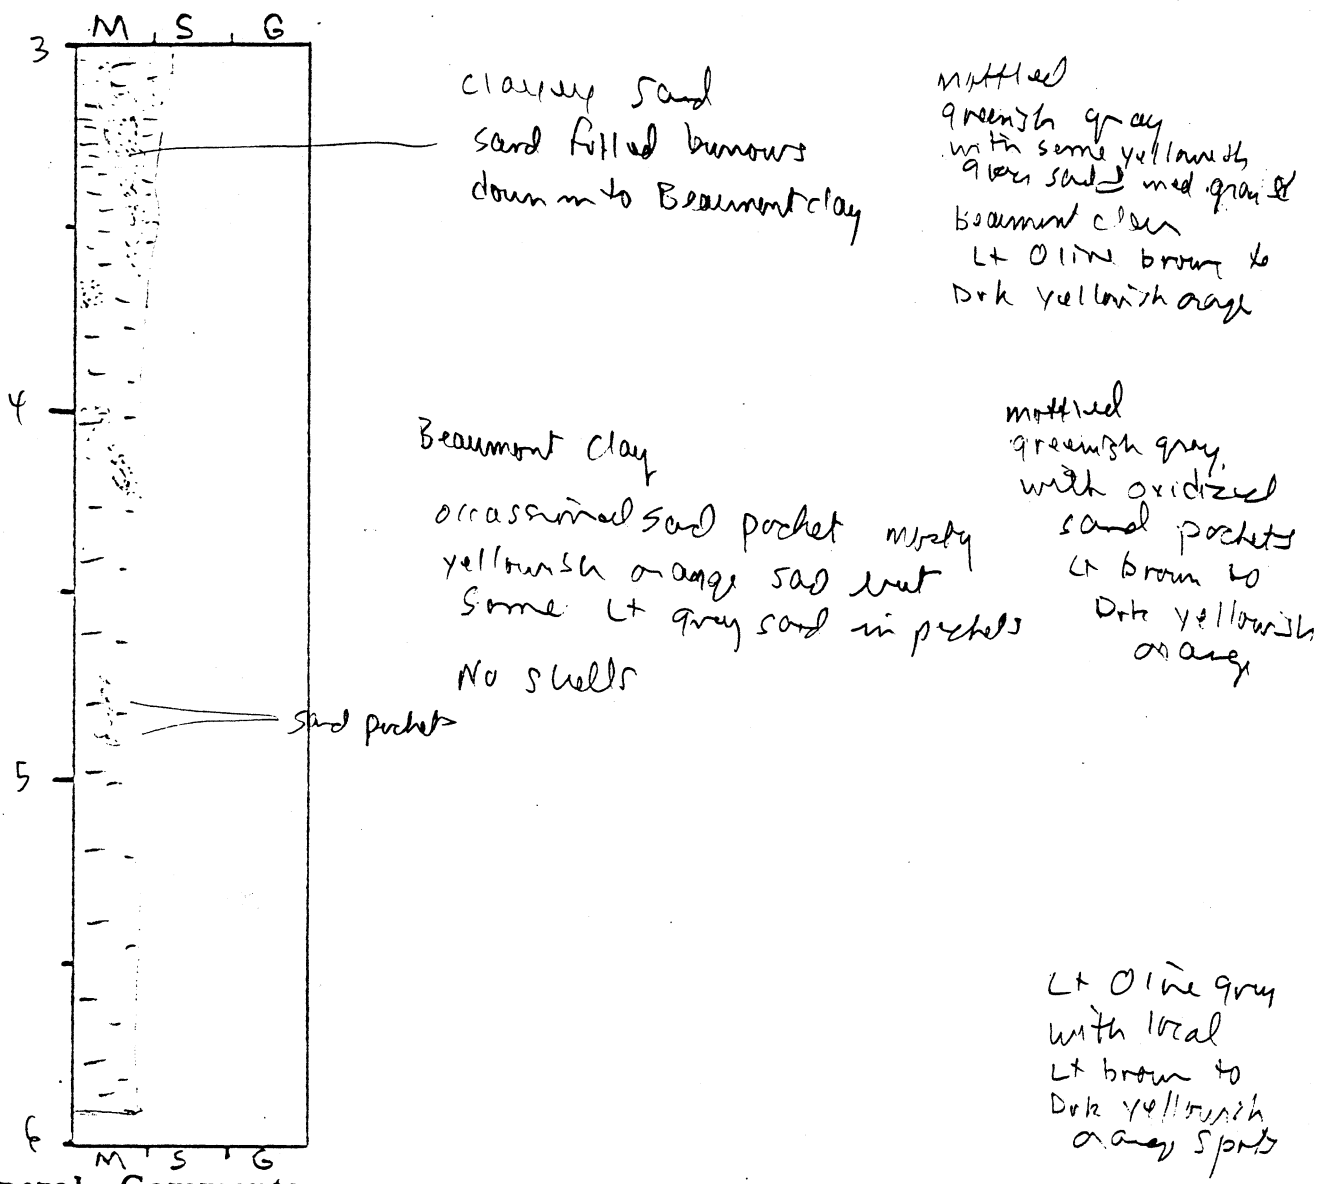 M S G
3
clayey sand
sand filled burrows
down into Beaumont clay
mottled
greenish gray
with some yellowish
green sand med. gray &
Beaumont clay
Lt Olive brown to
Drk yellowish orange
4
Beaumont clay
occassional sand pocket mostly
yellowish orange sad but
some Lt gray sand in pockets
No shells
sand pockets
mottled
greenish gray,
with oxidized
sand pockets
Lt brown to
Drk yellowish
orange
5
Lt Olive gray
with local
Lt brown to
Drk yellowish
orange spots
6
M S G